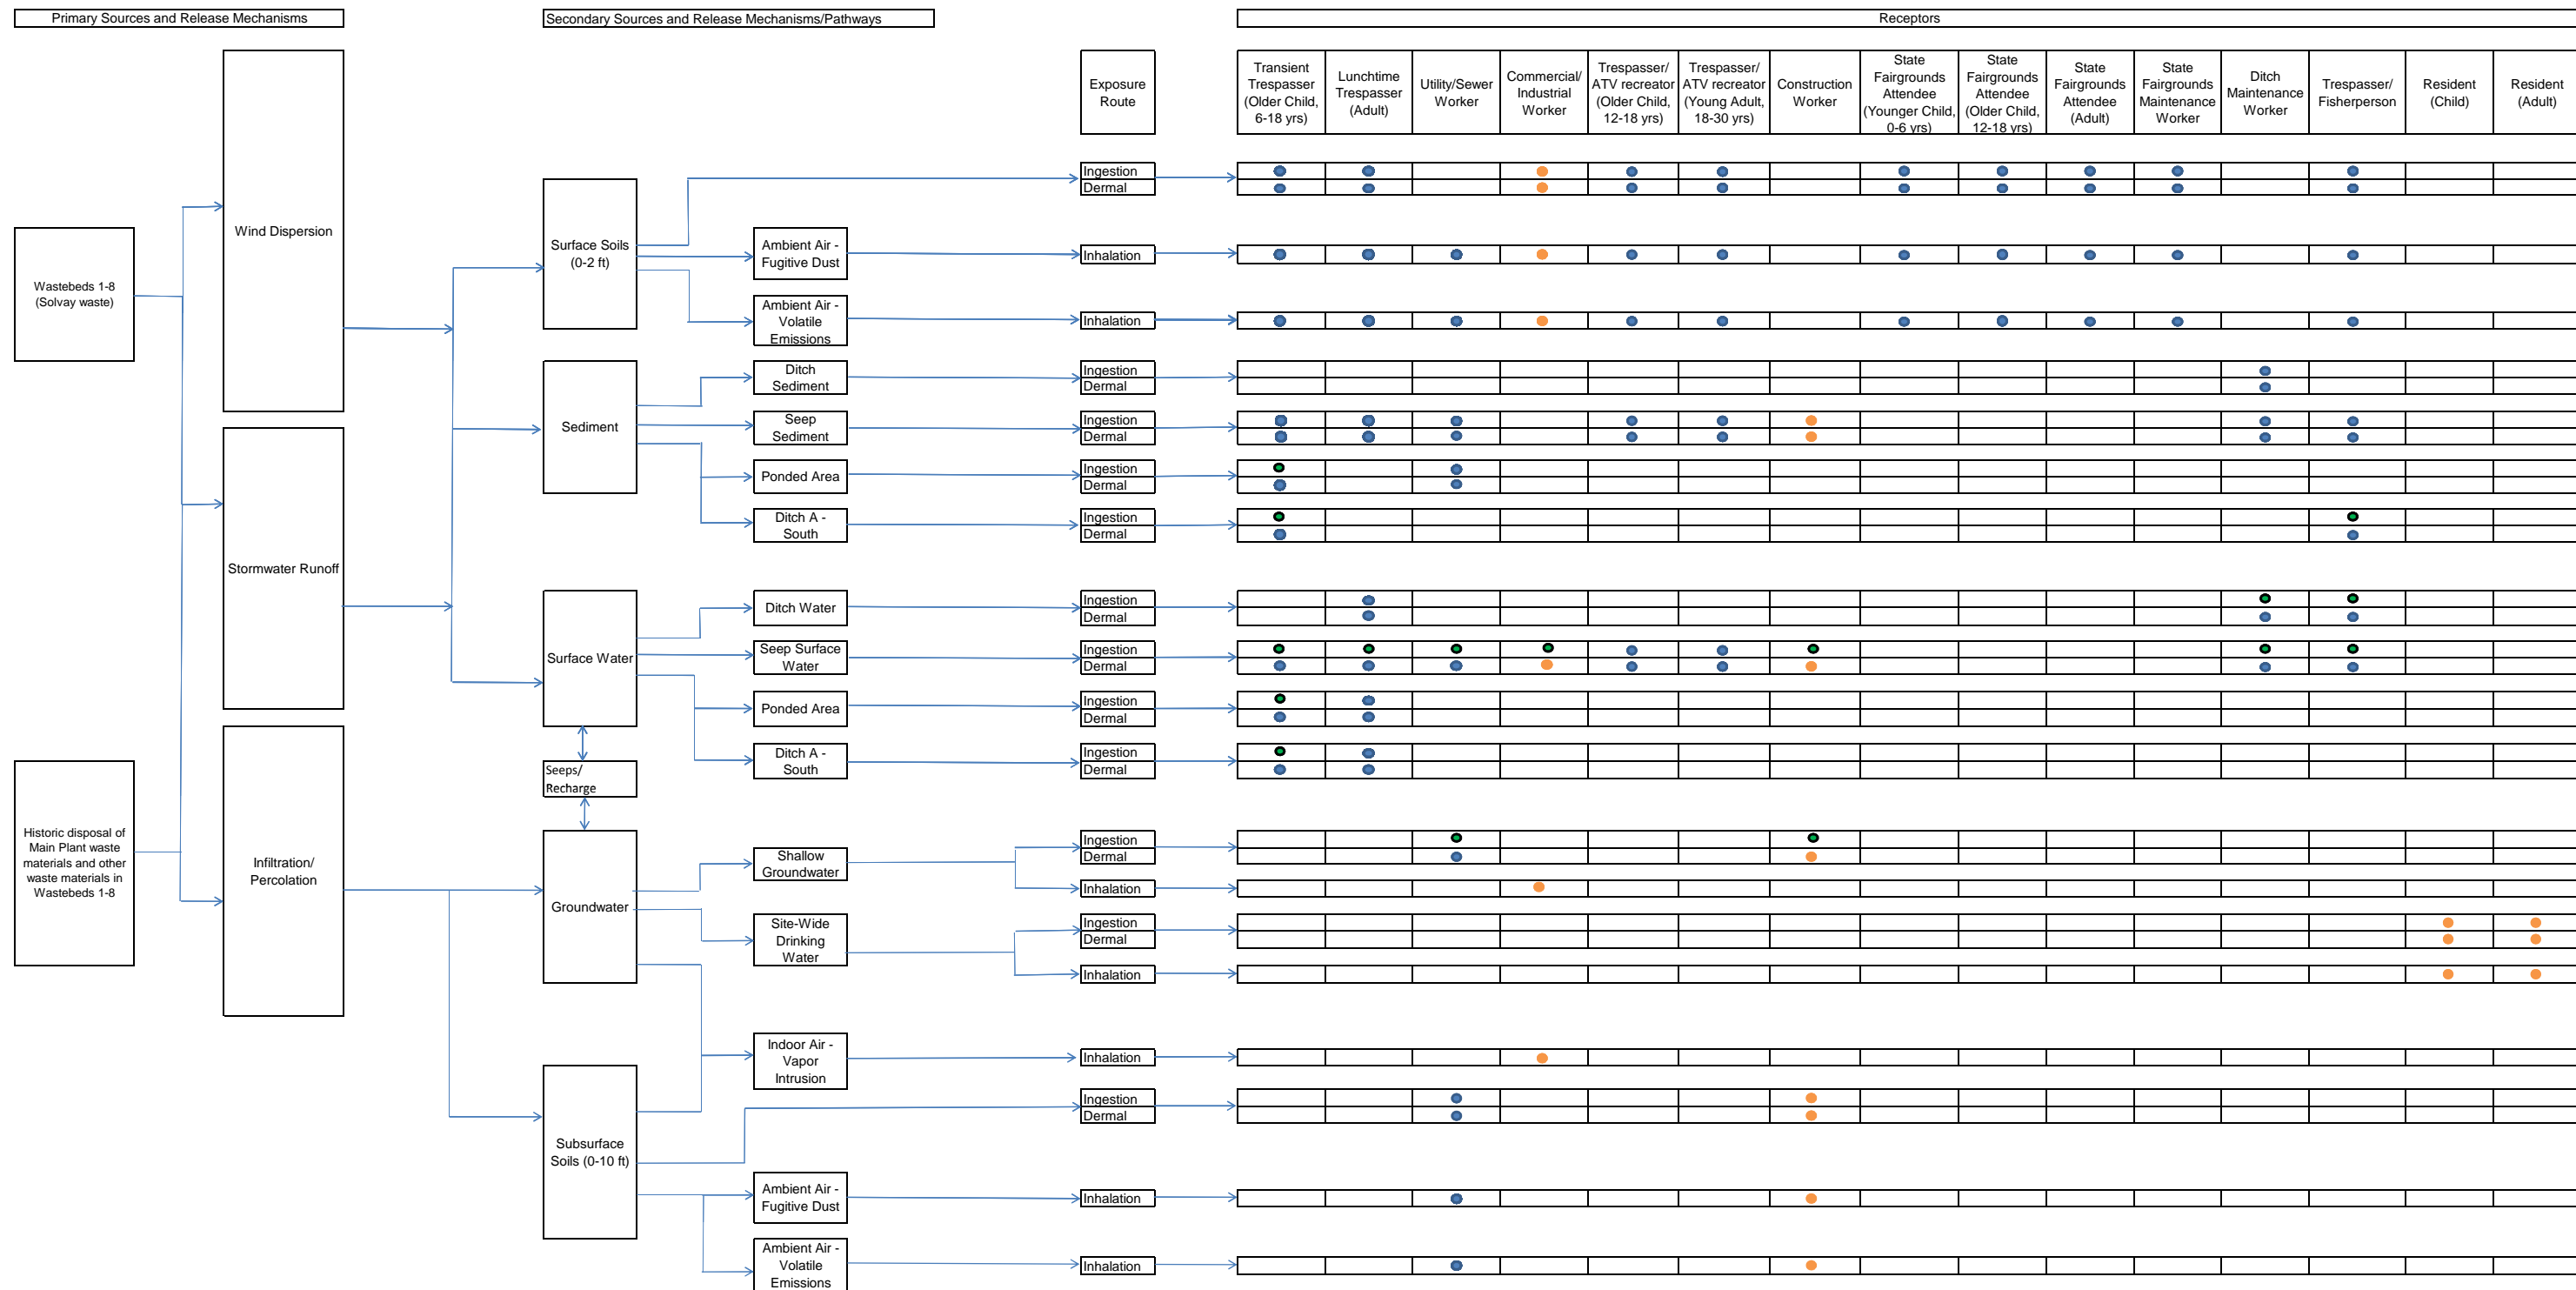 Primary Sources and Release Mechanisms
Secondary Sources and Release Mechanisms/Pathways
Receptors
Exposure
Route
Transient
Trespasser
(Older Child,
6-18 yrs)
Lunchtime
Trespasser
(Adult)
Utility/Sewer
Worker
Commercial/
Industrial
Worker
Trespasser/
ATV recreator
(Older Child,
12-18 yrs)
Trespasser/
ATV recreator
(Young Adult,
18-30 yrs)
Construction
Worker
State
Fairgrounds
Attendee
(Younger Child,
0-6 yrs)
State
Fairgrounds
Attendee
(Older Child,
12-18 yrs)
State
Fairgrounds
Attendee
(Adult)
State
Fairgrounds
Maintenance
Worker
Ditch
Maintenance
Worker
Trespasser/
Fisherperson
Resident
(Child)
Resident
(Adult)
Wastebeds 1-8
(Solvay waste)
Historic disposal of
Main Plant waste
materials and other
waste materials in
Wastebeds 1-8
Wind Dispersion
Stormwater Runoff
Infiltration/
Percolation
Surface Soils
(0-2 ft)
Ingestion
Dermal
Ambient Air -
Fugitive Dust
Inhalation
Ambient Air -
Volatile
Emissions
Inhalation
Sediment
Ditch
Sediment
Ingestion
Dermal
Seep
Sediment
Ingestion
Dermal
Ponded Area
Ingestion
Dermal
Ditch A -
South
Ingestion
Dermal
Surface Water
Ditch Water
Ingestion
Dermal
Seep Surface
Water
Ingestion
Dermal
Ponded Area
Ingestion
Dermal
Ditch A -
South
Ingestion
Dermal
Seeps/
Recharge
Groundwater
Shallow
Groundwater
Ingestion
Dermal
Inhalation
Site-Wide
Drinking
Water
Ingestion
Dermal
Inhalation
Indoor Air -
Vapor
Intrusion
Inhalation
Subsurface
Soils (0-10 ft)
Ingestion
Dermal
Ambient Air -
Fugitive Dust
Inhalation
Ambient Air -
Volatile
Emissions
Inhalation